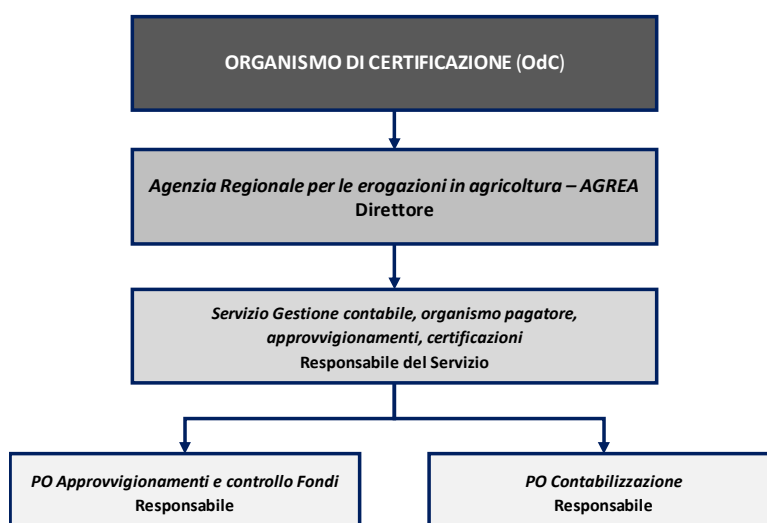 ORGANISMO DI CERTIFICAZIONE (OdC)
Agenzia Regionale per le erogazioni in agricoltura – AGREA
Direttore
Servizio Gestione contabile, organismo pagatore,
approvvigionamenti, certificazioni
Responsabile del Servizio
PO Approvvigionamenti e controllo Fondi
Responsabile
PO Contabilizzazione
Responsabile